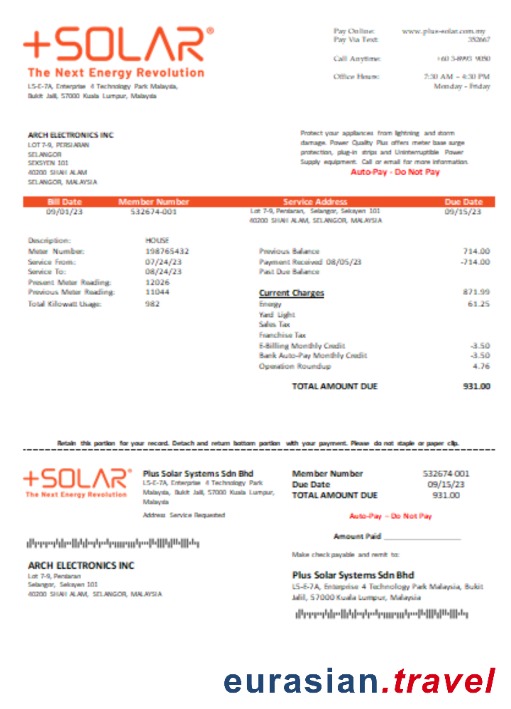 +SOLAR®
The Next Energy Revolution
L5-E-7A, Enterprise 4 Technology Park Malaysia,
Bukit Jalil, 57000 Kuala Lumpur, Malaysia
Pay Online: www.plus-solar.com.my
Pay Via Text: 352667
Call Anytime: +60 3-8993 9050
Office Hours: 7:30 AM – 4:30 PM
Monday - Friday
ARCH ELECTRONICS INC
LOT 7-9, PERSIARAN
SELANGOR
SEKSYEN 101
40200 SHAH ALAM
SELANGOR, MALAYSIA
Protect your appliances from lightning and storm
damage. Power Quality Plus offers meter base surge
protection, plug-in strips and Uninterruptible Power
Supply equipment. Call or email for more information.
Auto-Pay - Do Not Pay
Bill Date Member Number Service Address Due Date
09/01/23 532674-001 Lot 7-9, Persiaran, Selangor, Seksyen 101 09/15/23
40200 SHAH ALAM, SELANGOR, MALAYSIA
Description: HOUSE
Meter Number: 198765432
Service From: 07/24/23
Service To: 08/24/23
Present Meter Reading: 12026
Previous Meter Reading: 11044
Total Kilowatt Usage: 982
Previous Balance 714.00
Payment Received 08/05/23 -714.00
Past Due Balance
Current Charges 871.99
Energy 61.25
Yard Light
Sales Tax
Franchise Tax
E-Billing Monthly Credit -3.50
Bank Auto-Pay Monthly Credit -3.50
Operation Roundup 4.76
TOTAL AMOUNT DUE 931.00
Retain this portion for your record. Detach and return bottom portion with your payment. Please do not staple or paper clip.
+SOLAR®
The Next Energy Revolution
Plus Solar Systems Sdn Bhd
L5-E-7A, Enterprise 4 Technology Park
Malaysia, Bukit Jalil, 57000 Kuala Lumpur,
Malaysia
Address Service Requested
Member Number 532674-001
Due Date 09/15/23
TOTAL AMOUNT DUE 931.00
Auto-Pay – Do Not Pay
Amount Paid
Make check payable and remit to:
ARCH ELECTRONICS INC
Lot 7-9, Persiaran
Selangor, Seksyen 101
40200 SHAH ALAM, SELANGOR, MALAYSIA
Plus Solar Systems Sdn Bhd
L5-E-7A, Enterprise 4 Technology Park Malaysia, Bukit
Jalil, 57000 Kuala Lumpur, Malaysia
eurasian.travel